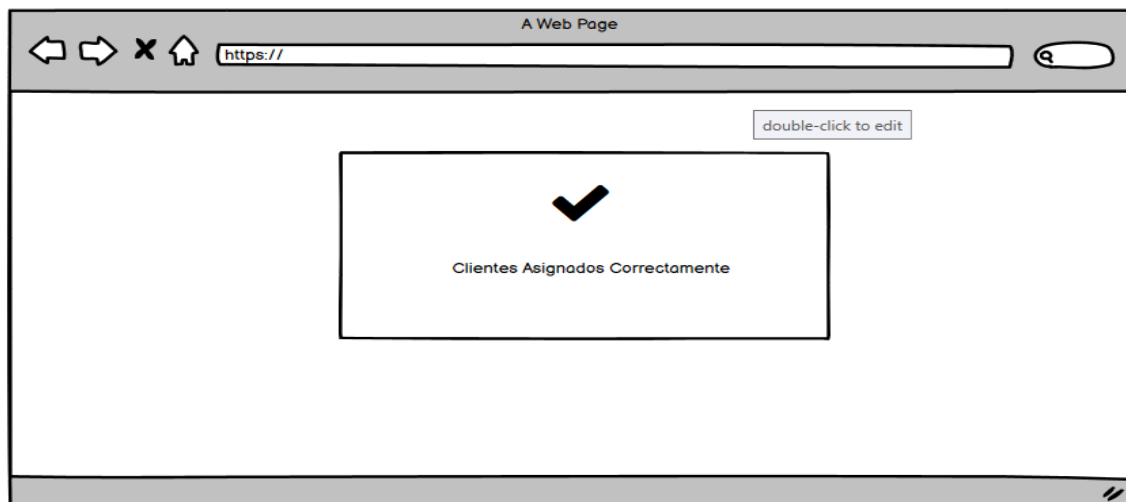 A Web Page
https://
double-click to edit
Clientes Asignados Correctamente